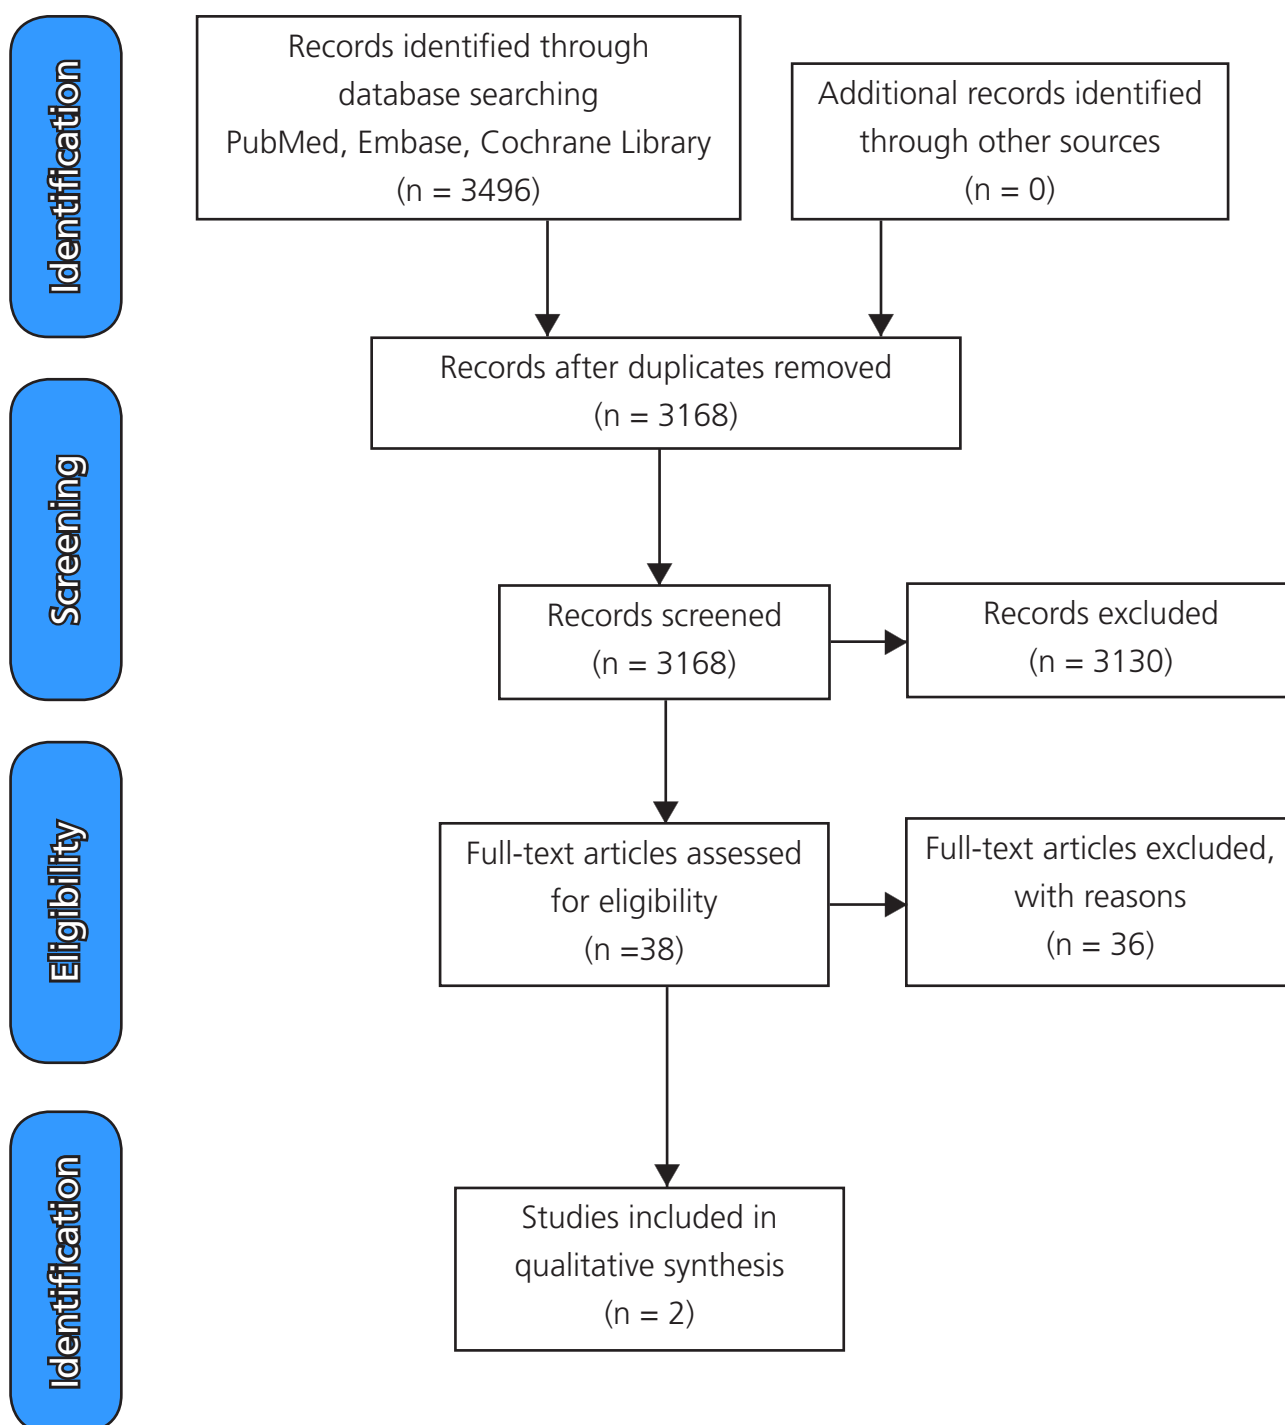 Identification
Records identified through
database searching
PubMed, Embase, Cochrane Library
(n = 3496)
Additional records identified
through other sources
(n = 0)
Records after duplicates removed
(n = 3168)
Screening
Records screened
(n = 3168)
Records excluded
(n = 3130)
Eligibility
Full-text articles assessed
for eligibility
(n =38)
Full-text articles excluded,
with reasons
(n = 36)
Identification
Studies included in
qualitative synthesis
(n = 2)